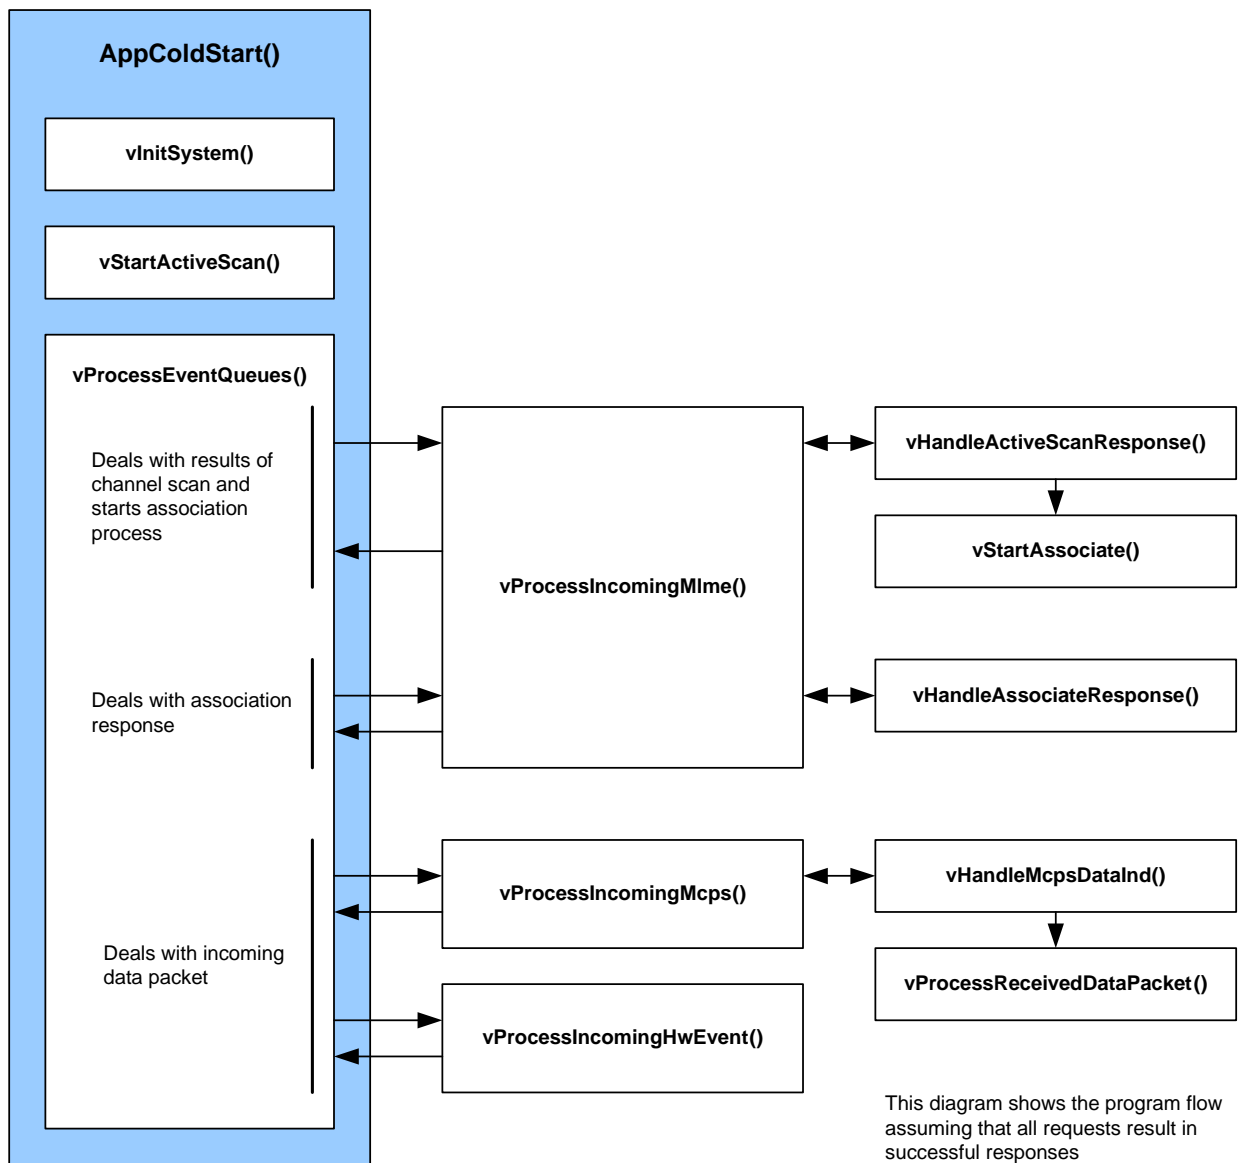 AppColdStart()
vInitSystem()
vStartActiveScan()
vProcessEventQueues()
Deals with results of
channel scan and
starts association
process
Deals with association
response
Deals with incoming
data packet
vProcessIncomingMlme()
vProcessIncomingMcps()
vProcessIncomingHwEvent()
vHandleActiveScanResponse()
vStartAssociate()
vHandleAssociateResponse()
vHandleMcpsDataInd()
vProcessReceivedDataPacket()
This diagram shows the program flow
assuming that all requests result in
successful responses